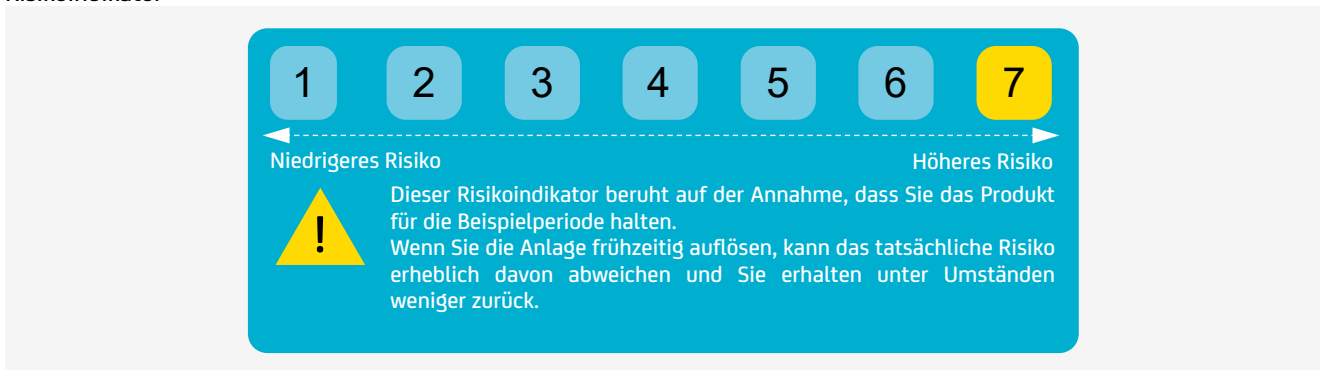 Risikoindikator
1 2 3 4 5 6 7
Niedrigeres Risiko Höheres Risiko
Dieser Risikoindikator beruht auf der Annahme, dass Sie das Produkt
für die Beispielperiode halten.
!
Wenn Sie die Anlage frühzeitig auflösen, kann das tatsächliche Risiko
erheblich davon abweichen und Sie erhalten unter Umständen
weniger zurück.